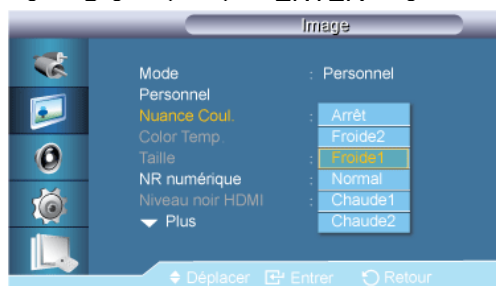 Image
Mode : Personnel
Personnel
Nuance Coul. : Arrêt
Color Temp. Froide2
Taille : Froide1
NR numérique : Normal
Niveau noir HDMI : Chaude1
Plus Chaude2
Déplacer Entrer Retour